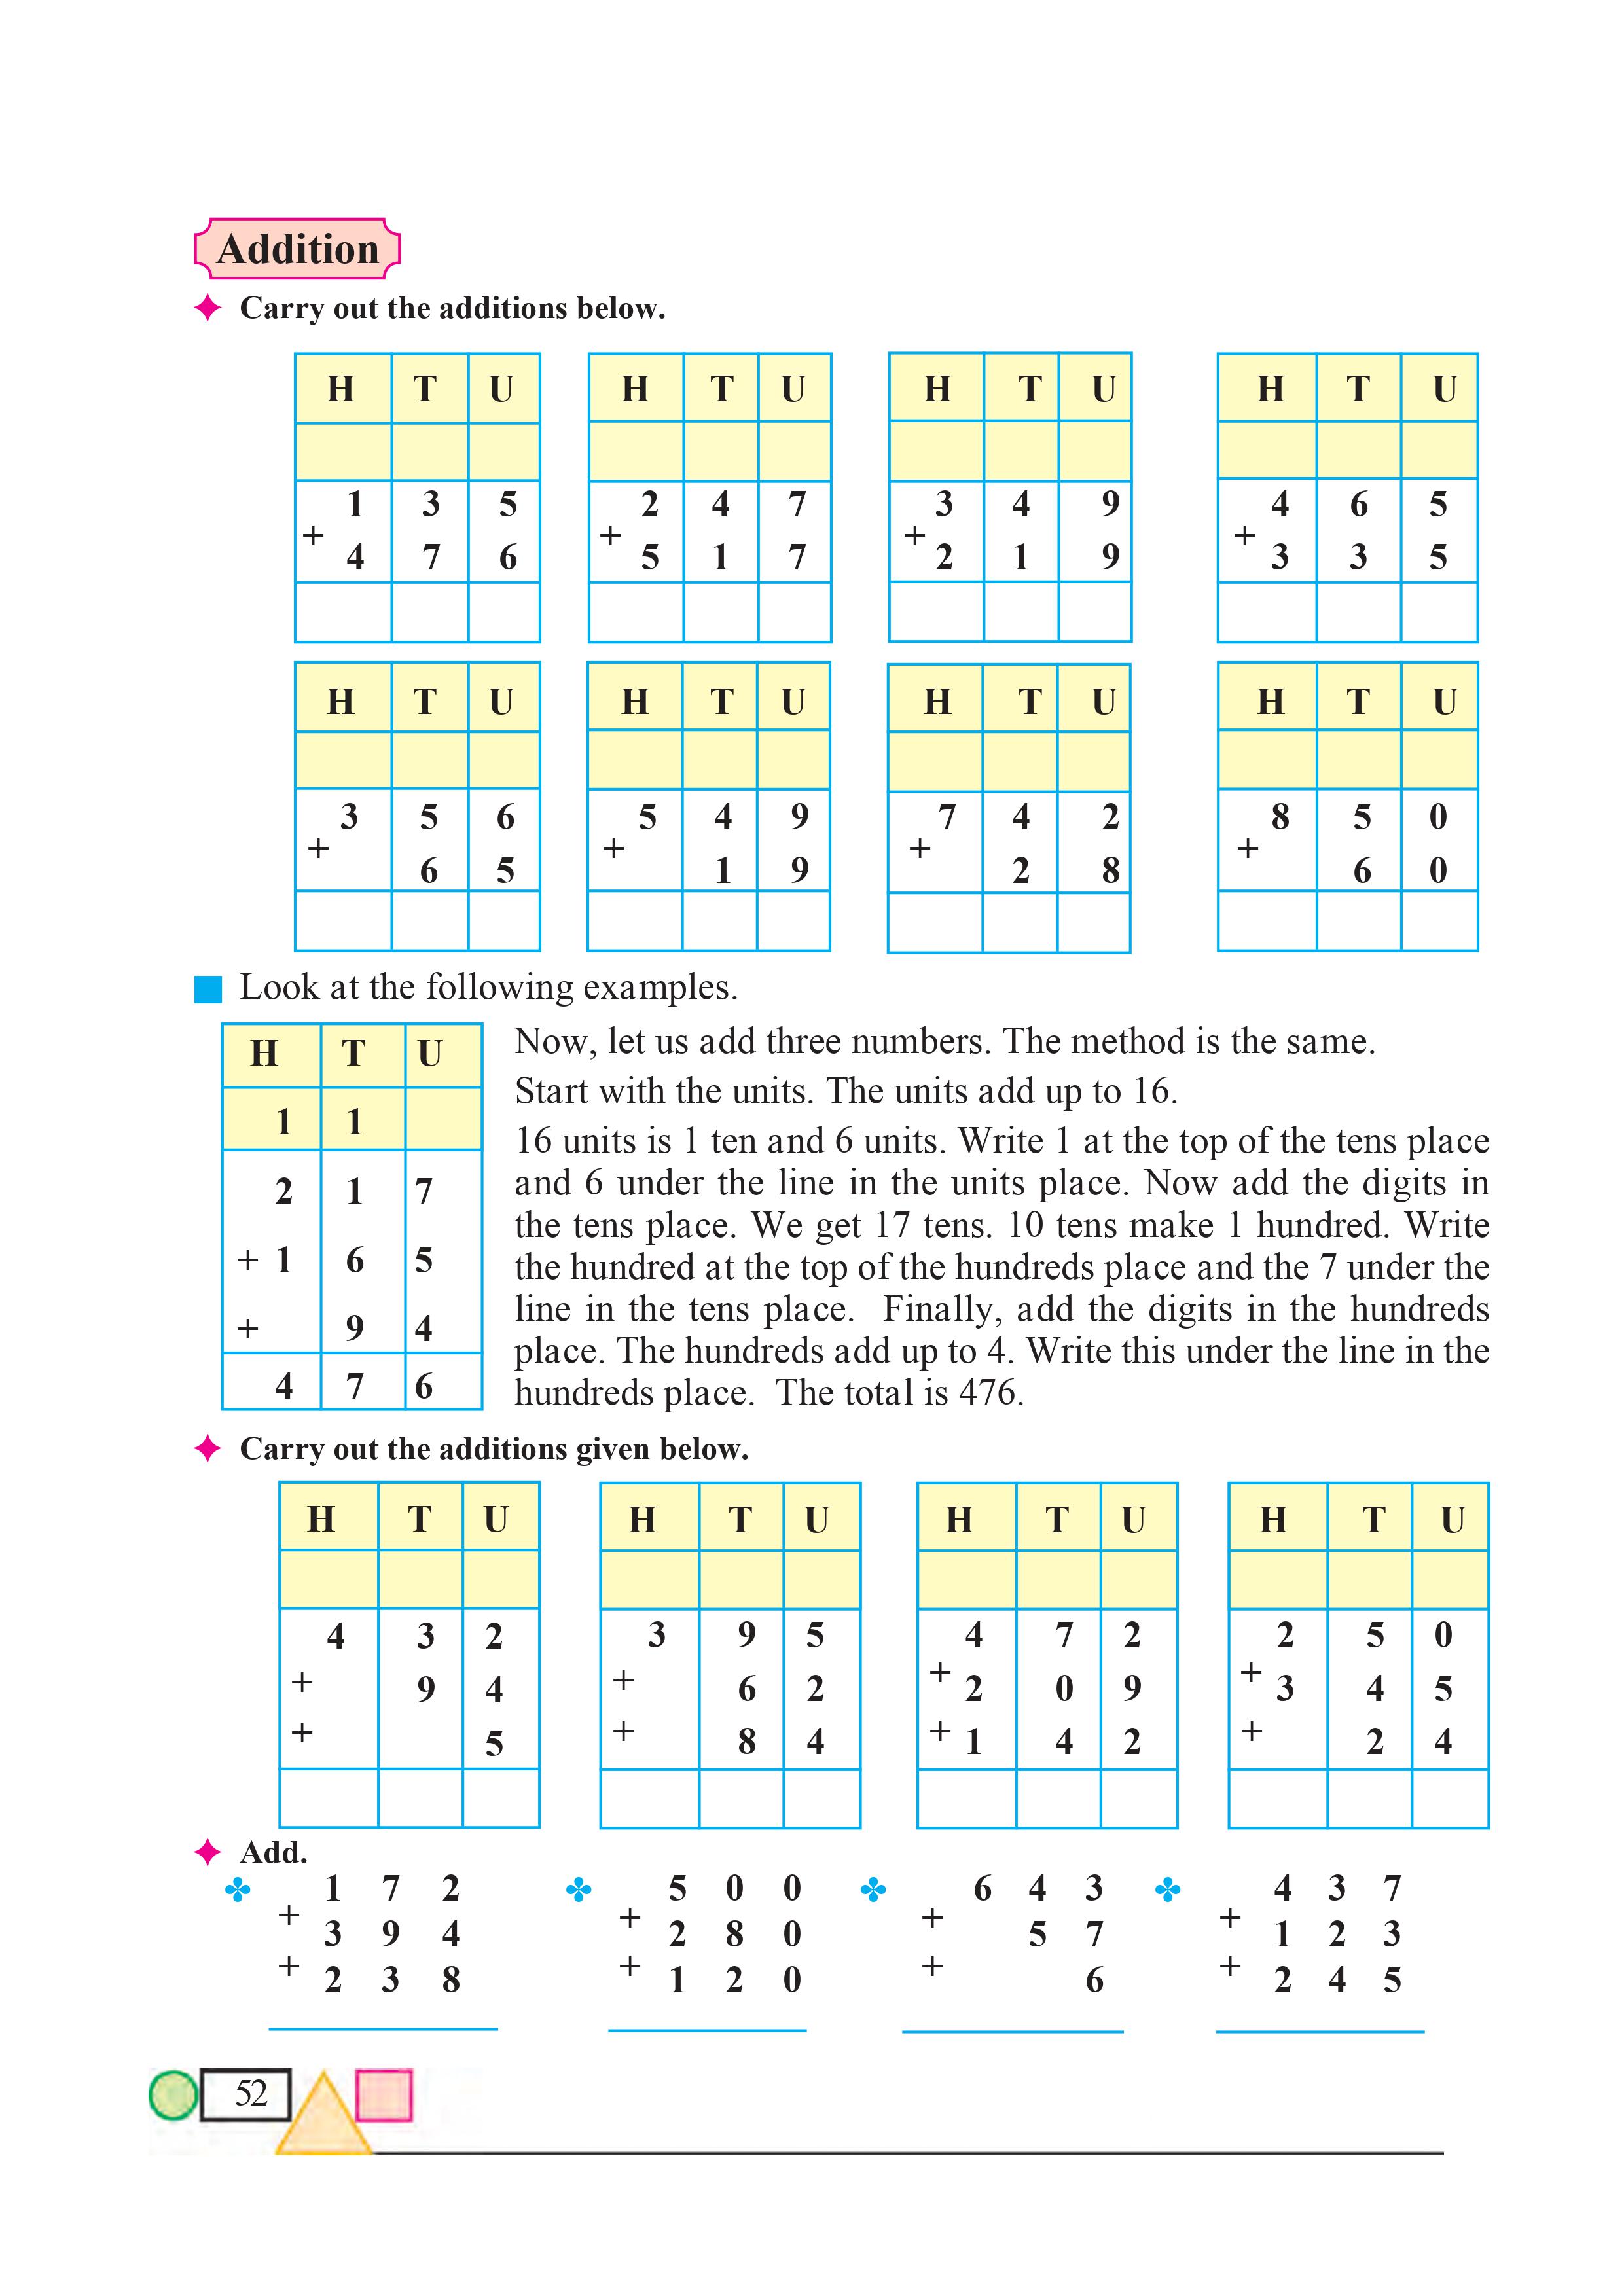 Addition
Carry out the additions below.
H T U H T U H T U H T U
1 3 5 2 4 7 3 4 9 4 6 5
+ + + +
4 7 6 5 1 7 2 1 9 3 3 5
H T U H T U H T U H T U
3 5 6 5 4 9 7 4 2 8 5 0
+ + + +
6 5 1 9 2 8 6 0
Look at the following examples.
H T U
1 1
2 1 7
+ 1 6 5
+ 9 4
4 7 6
Now, let us add three numbers. The method is the same.
Start with the units. The units add up to 16.
16 units is 1 ten and 6 units. Write 1 at the top of the tens place
and 6 under the line in the units place. Now add the digits in
the tens place. We get 17 tens. 10 tens make 1 hundred. Write
the hundred at the top of the hundreds place and the 7 under the
line in the tens place. Finally, add the digits in the hundreds
place. The hundreds add up to 4. Write this under the line in the
hundreds place. The total is 476.
Carry out the additions given below.
H T U H T U H T U H T U
4 3 2 3 9 5 4 7 2 2 5 0
+ 9 4 + 6 2 + 2 0 9 + 3 4 5
+ 5 + 8 4 + 1 4 2 + 2 4
Add.
1 7 2 5 0 0 6 4 3 4 3 7
+ 3 9 4 + 2 8 0 + 5 7 + 1 2 3
+ 2 3 8 + 1 2 0 + 6 + 2 4 5
52